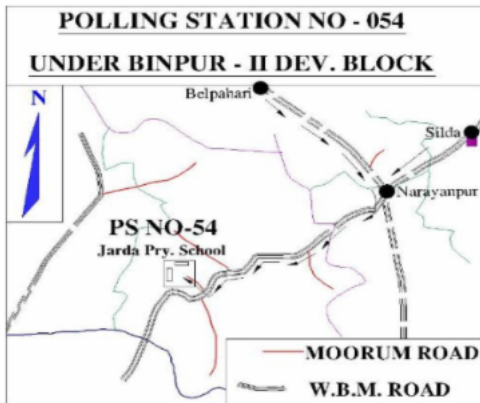 POLLING STATION NO - 054
UNDER BINPUR - II DEV. BLOCK
N
Belpahari
Silda
Narayanpur
PS NO-54
Jarda Pry. School
MOORUM ROAD
W.B.M. ROAD